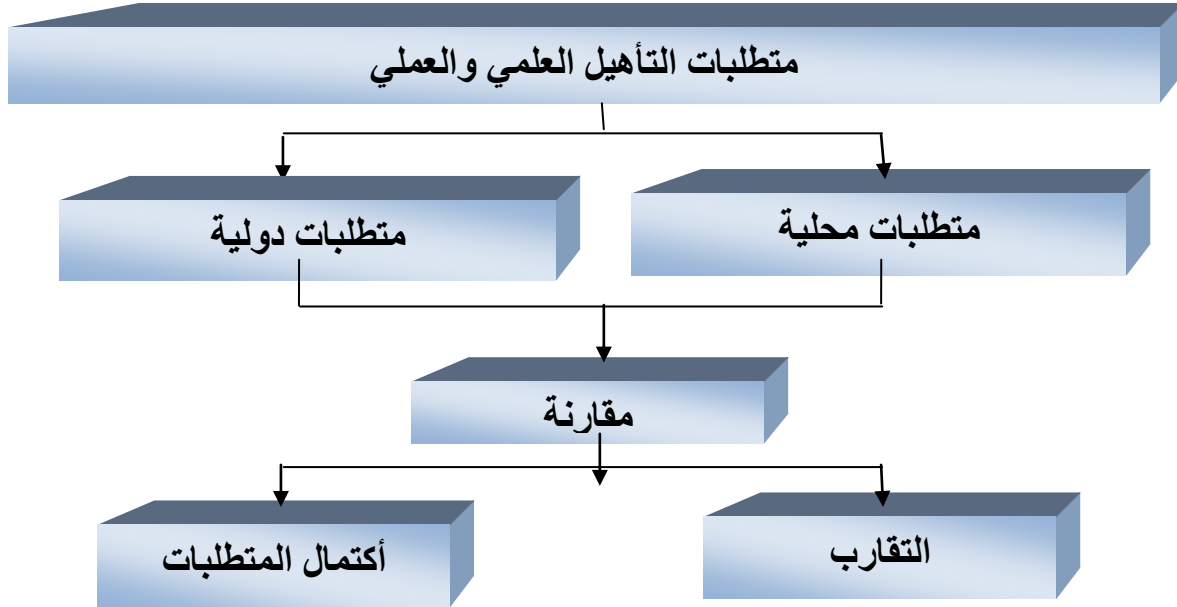 متطلبات التأهيل العلمي والعملي
متطلبات محلية
متطلبات دولية
مقارنة
التقارب
أكتمال المتطلبات